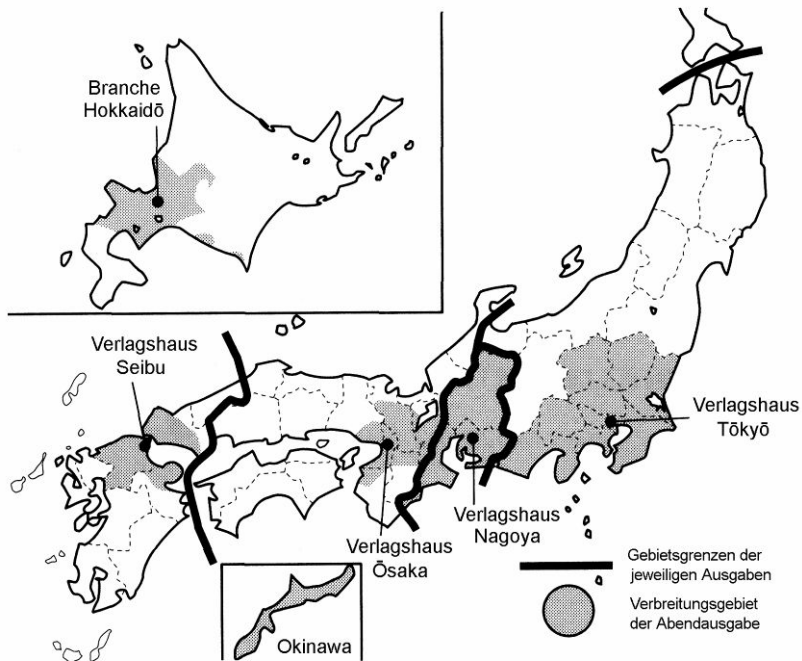 Branche
Hokkaidō
Verlagshaus
Seibu
Verlagshaus
Tōkyō
Verlagshaus
Nagoya
Verlagshaus
Ōsaka
Okinawa
Gebietsgrenzen der
jeweiligen Ausgaben
Verbreitungsgebiet
der Abendausgabe